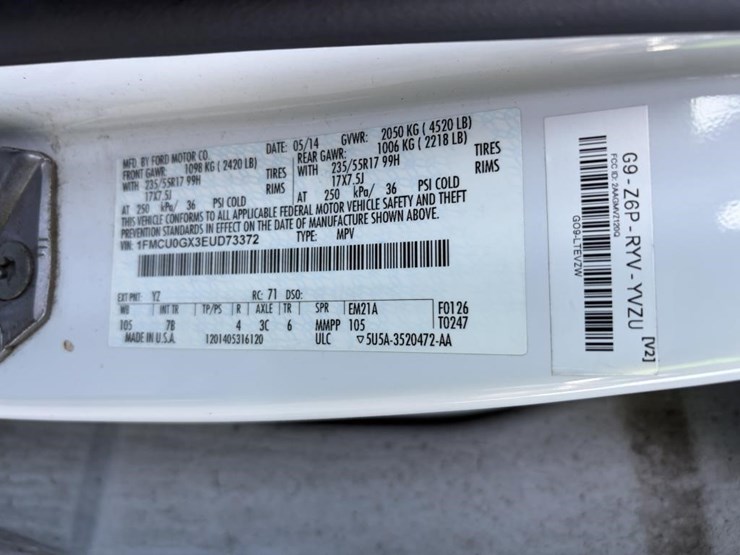 MFD. BY FORD MOTOR CO.
DATE: 05/14 GVWR: 2050 KG ( 4520 LB)
FRONT GAWR: 1098 KG ( 2420 LB) REAR GAWR: 1006 KG ( 2218 LB)
WITH 235/55R17 99H TIRES WITH 235/55R17 99H TIRES
17X7.5J RIMS 17X7.5J RIMS
AT 250 kPa/ 36 PSI COLD AT 250 kPa/ 36 PSI COLD
THIS VEHICLE CONFORMS TO ALL APPLICABLE FEDERAL MOTOR VEHICLE SAFETY AND THEFT
PREVENTION STANDARDS IN EFFECT ON THE DATE OF MANUFACTURE SHOWN ABOVE.
VIN: 1FMCU0GX3EUD73372 TYPE: MPV
EXT PNT: YZ RC: 71 DSO:
WB INT TR TP/PS R AXLE TR SPR EM21A F0126
105 7B 4 3C 6 MMPP 105 T0247
MADE IN U.S.A. 1201405316120 ULC ▽5U5A-3520472-AA
G9 - Z6P - RYV - YVZU [V2]
G09-LTEVZW